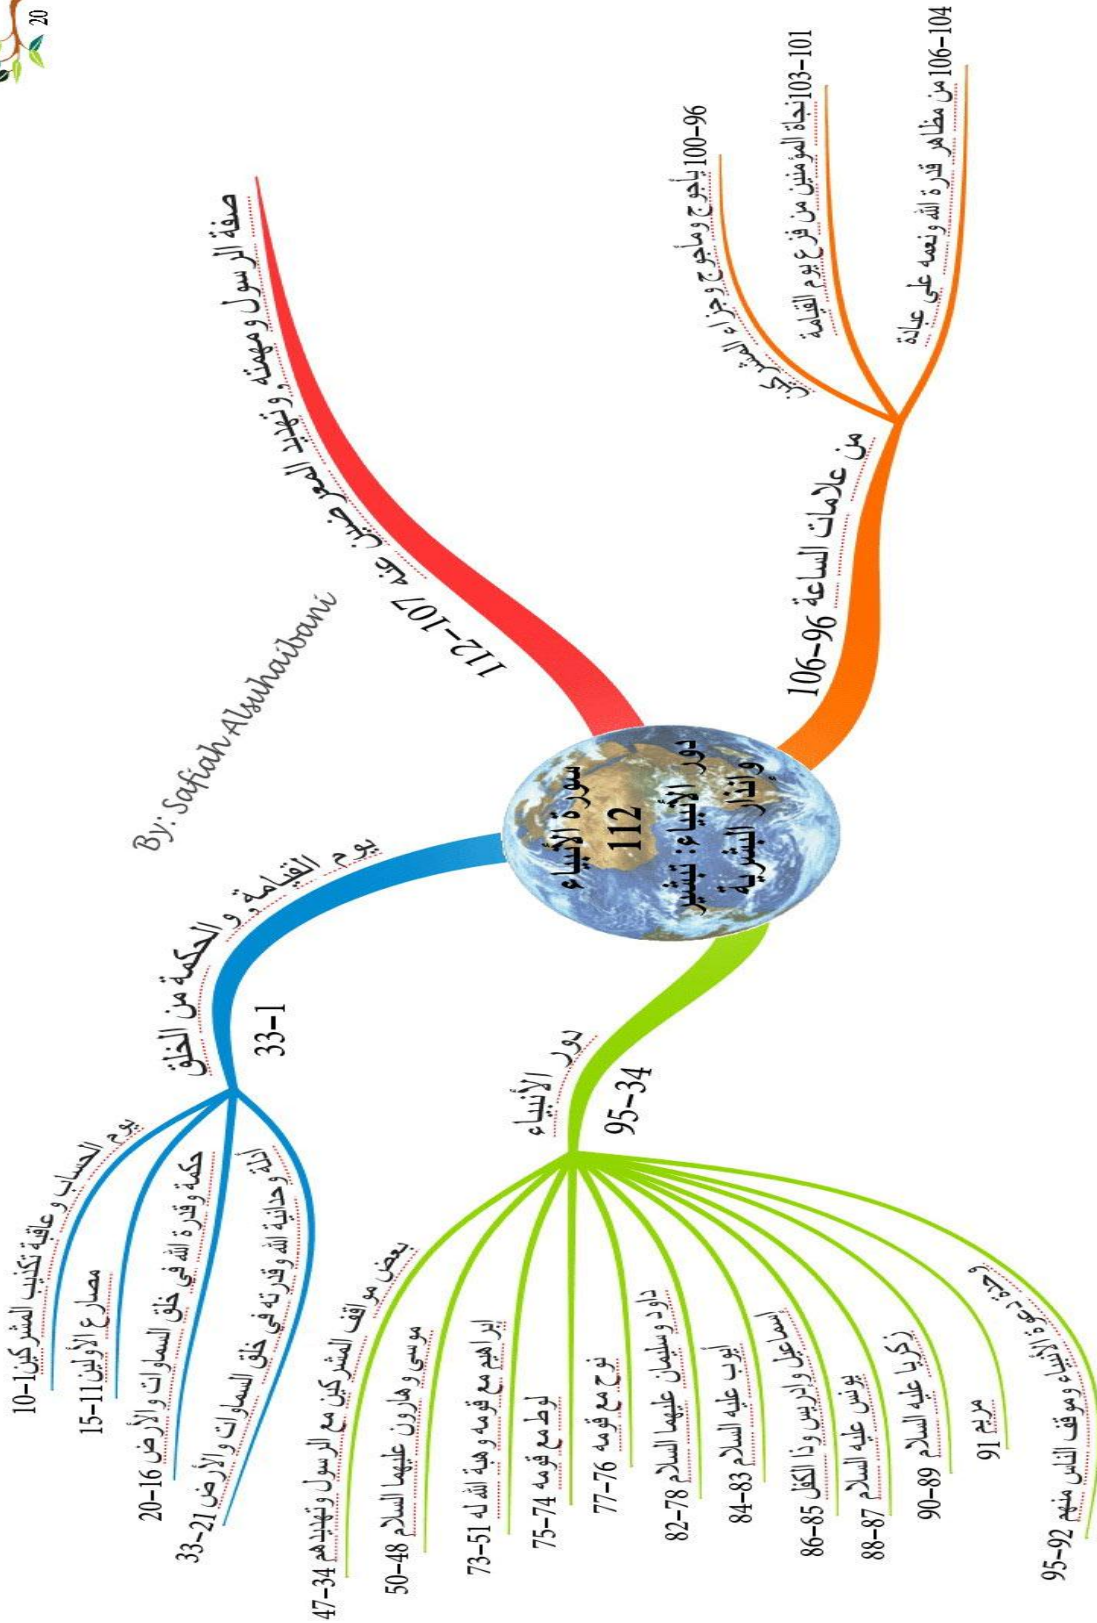 20
سورة الأنبياء
112
دور الأنبياء: تبشير
وإنذار البشرية
By: Safiah Alsuhaibani
يوم القيامة, و الحكمة من الخلق
33-1
يوم الحساب و عاقبة تكذيب المشركين 10-1
مصارع الأولين 15-11
حكمة وقدرة الله في خلق السماوات والأرض 20-16
أدلة وحدانية الله وقدرته في خلق السماوات والأرض 33-21
دور الأنبياء
95-34
بعض مواقف المشركين مع الرسول وتهديدهم 47-34
موسى وهارون عليهما السلام 50-48
ابراهيم مع قومه وهبة الله له 73-51
لوط مع قومه 75-74
نوح مع قومه 77-76
داود وسليمان عليهما السلام 82-78
أيوب عليه السلام 84-83
إسماعيل وادريس وذا الكفل 86-85
يونس عليه السلام 88-87
زكريا عليه السلام 90-89
مريم 91
وحدة دعوة الأنبياء وموقف الناس منهم 95-92
من علامات الساعة 106-96
100-96 يأجوج ومأجوج وجزاء المشركين
103-101 نجاة المؤمنين من فزع يوم القيامة
106-104 من مظاهر قدرة الله ونعمه على عبادة
صفة الرسول ومهمته, وتهديد المعرضين عنه 112-107